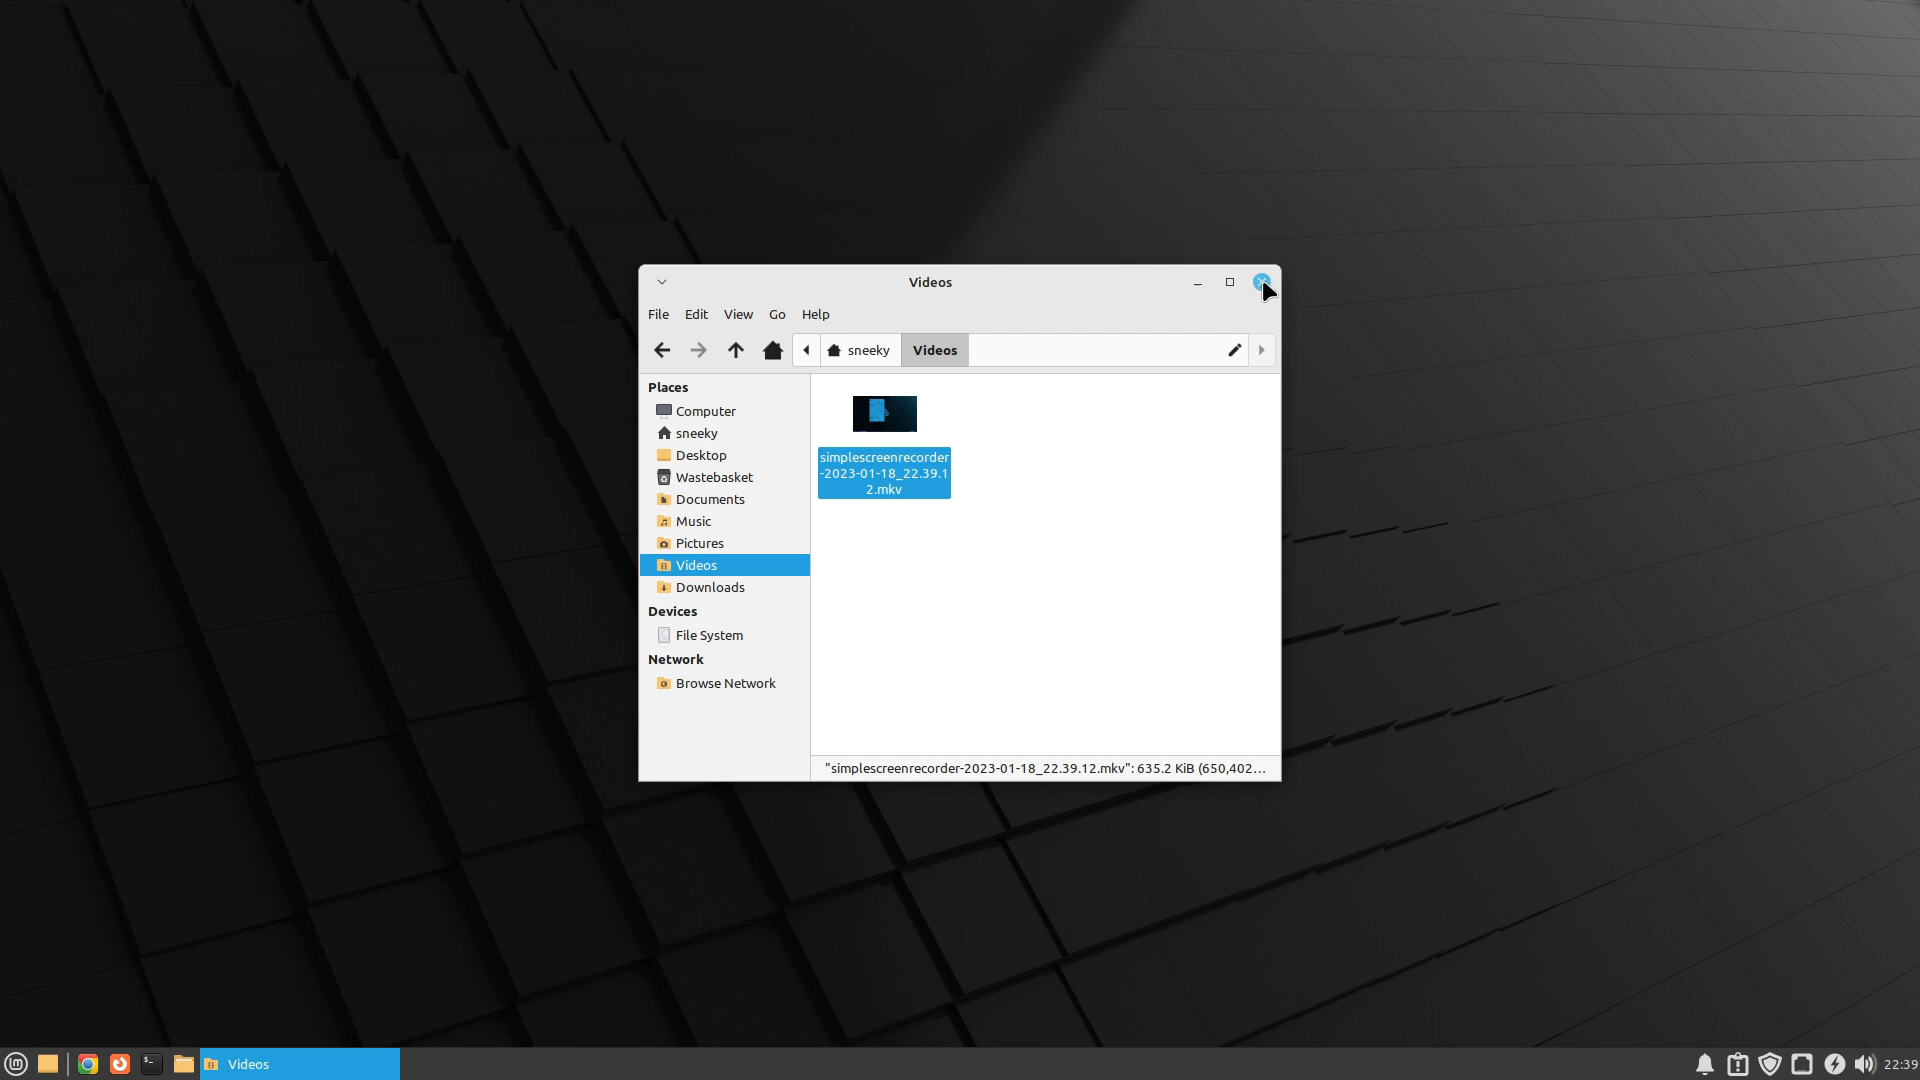 Videos
File Edit View Go Help
sneeky Videos
Places
Computer
sneeky
Desktop
Wastebasket
Documents
Music
Pictures
Videos
Downloads
Devices
File System
Network
Browse Network
simplescreenrecorder
-2023-01-18_22.39.1
2.mkv
"simplescreenrecorder-2023-01-18_22.39.12.mkv": 635.2 KiB (650,402…
Videos
22:39